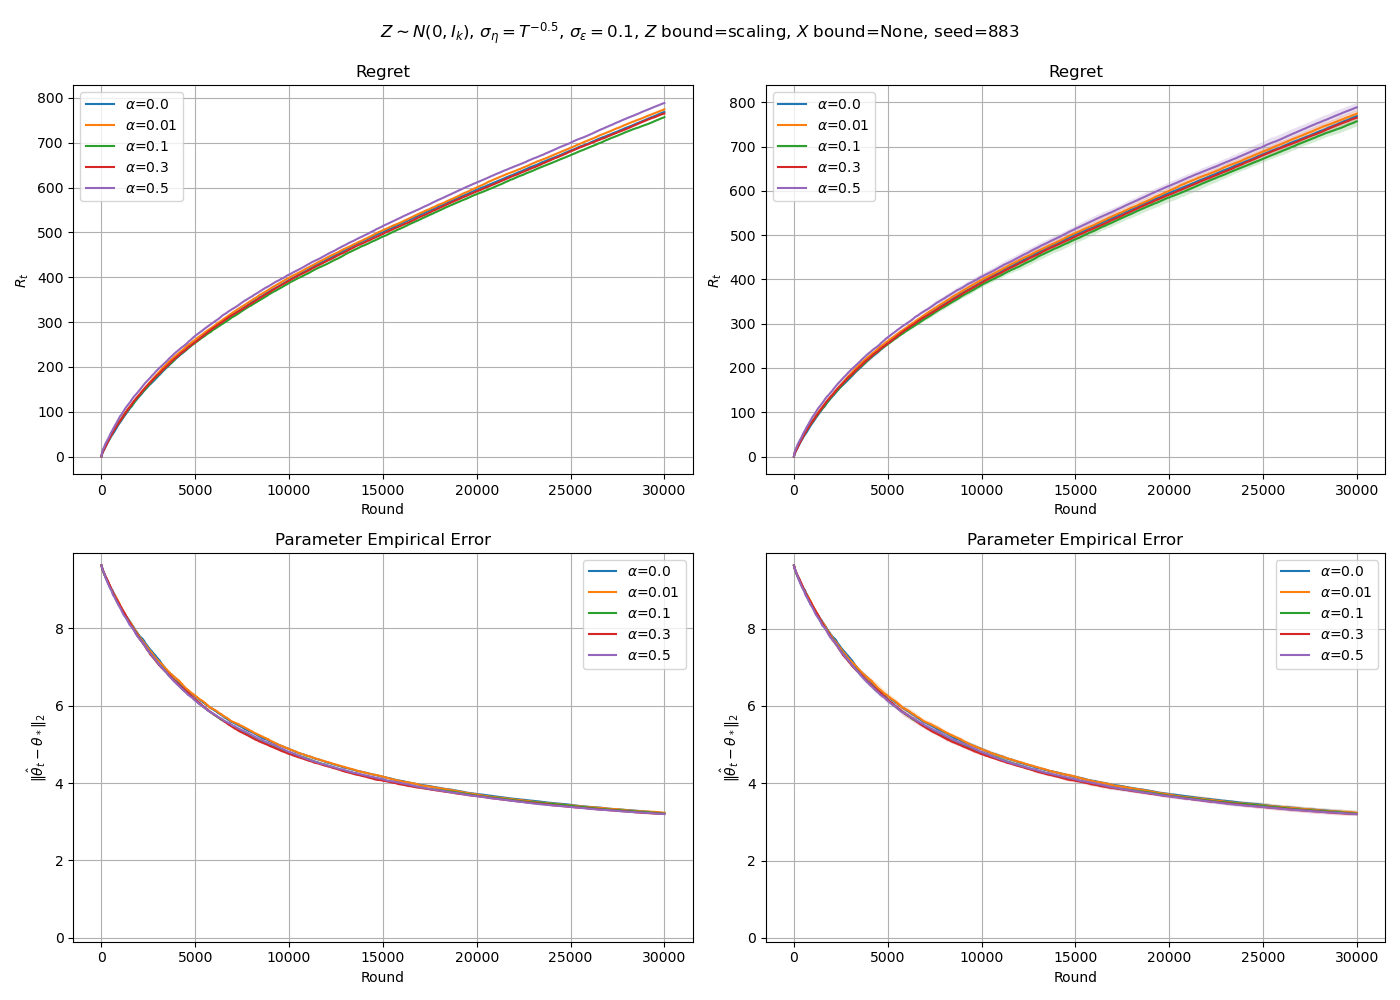 Z ∼ N(0, I_k), σ_η = T^{−0.5}, σ_ε = 0.1, Z bound=scaling, X bound=None, seed=883
Regret
R_t
800
700
600
500
400
300
200
100
0
α=0.0
α=0.01
α=0.1
α=0.3
α=0.5
0 5000 10000 15000 20000 25000 30000
Round
Regret
R_t
800
700
600
500
400
300
200
100
0
α=0.0
α=0.01
α=0.1
α=0.3
α=0.5
0 5000 10000 15000 20000 25000 30000
Round
Parameter Empirical Error
‖θ̂_t − θ_*‖_2
8
6
4
2
0
α=0.0
α=0.01
α=0.1
α=0.3
α=0.5
0 5000 10000 15000 20000 25000 30000
Round
Parameter Empirical Error
‖θ̂_t − θ_*‖_2
8
6
4
2
0
α=0.0
α=0.01
α=0.1
α=0.3
α=0.5
0 5000 10000 15000 20000 25000 30000
Round